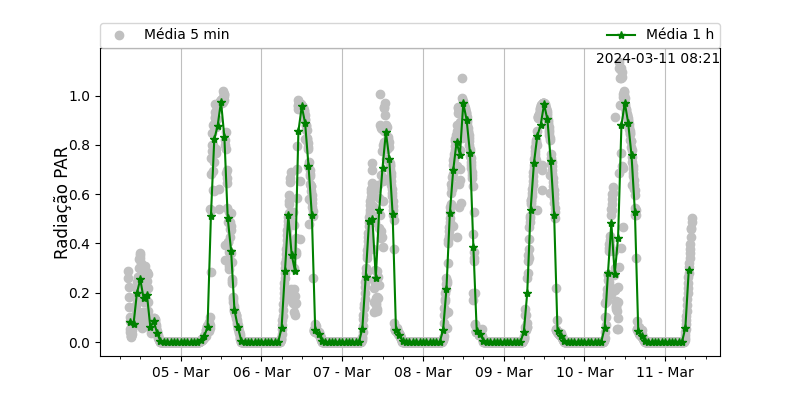 Média 5 min
Média 1 h
2024-03-11 08:21
Radiação PAR
1.0
0.8
0.6
0.4
0.2
0.0
05 - Mar
06 - Mar
07 - Mar
08 - Mar
09 - Mar
10 - Mar
11 - Mar